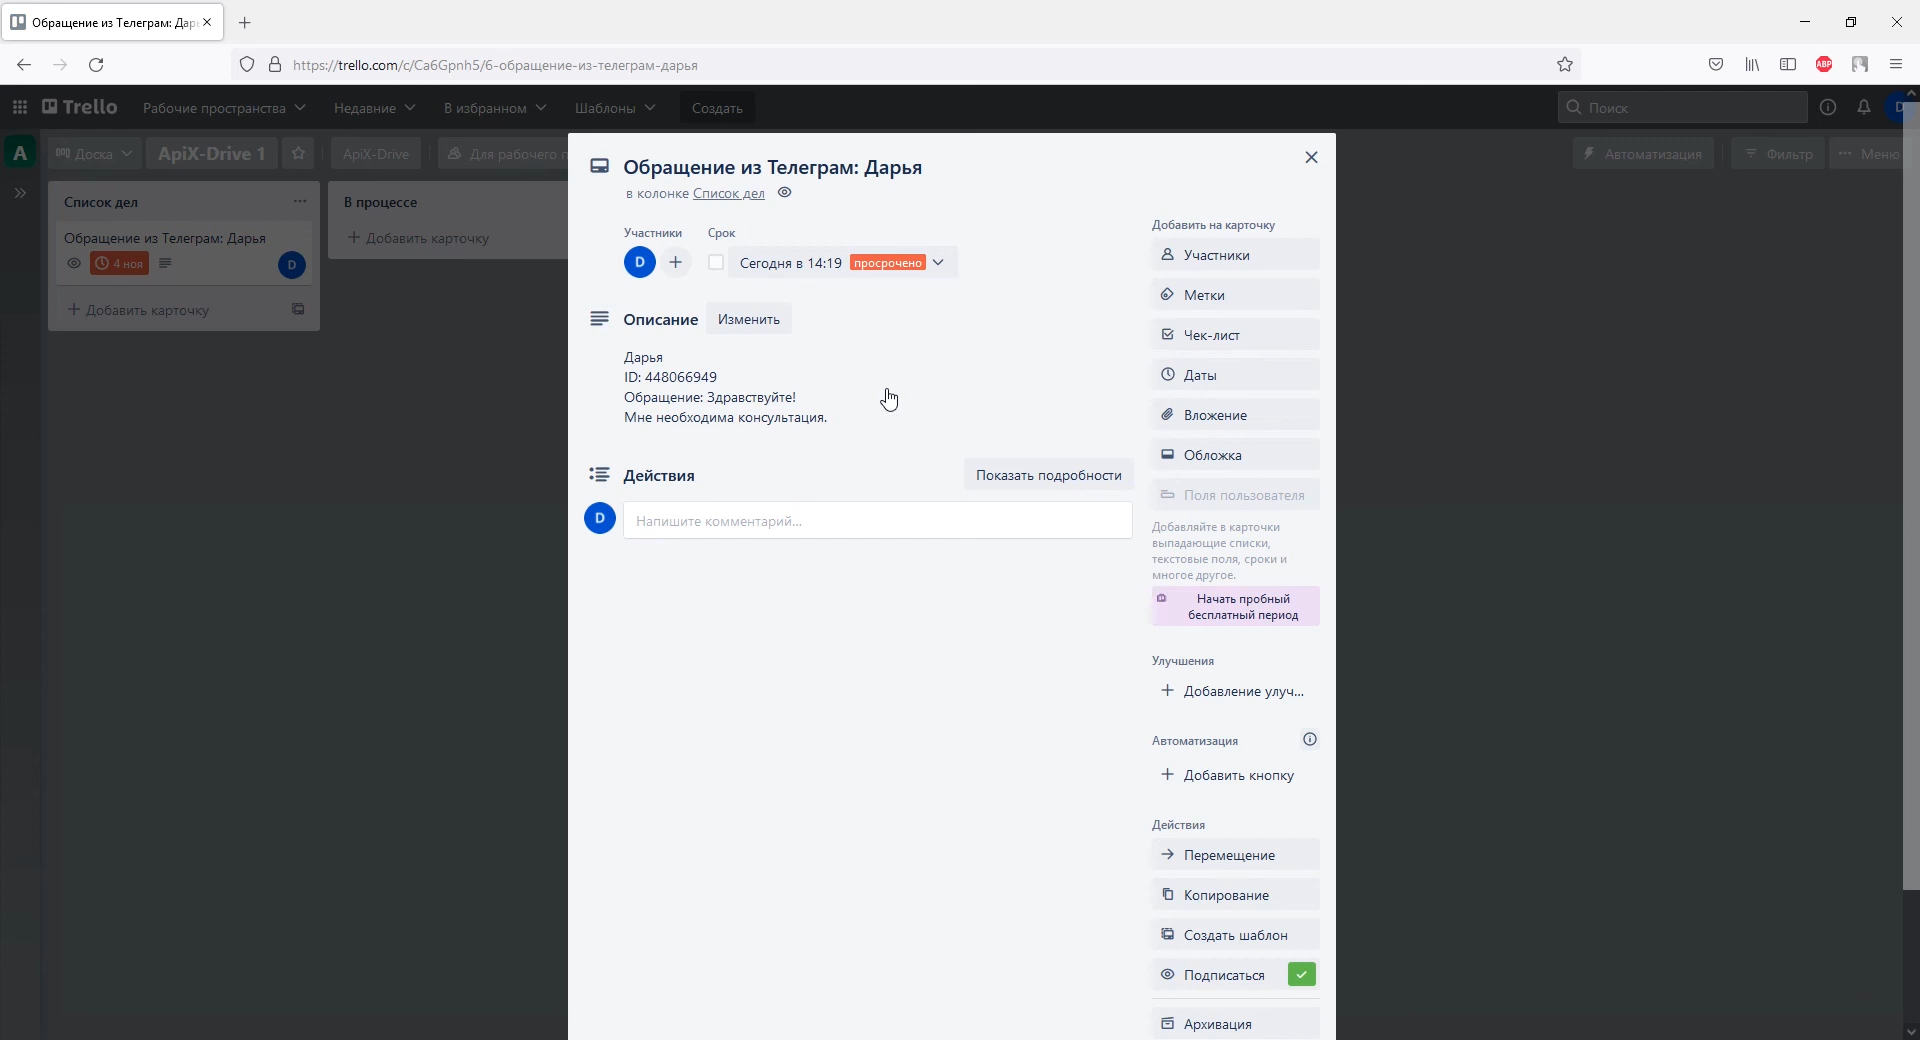 Обращение из Телеграм: Дарь
https://trello.com/c/Ca6Gpnh5/6-обращение-из-телеграм-дарья
ABP
Trello
Рабочие пространства
Недавние
В избранном
Шаблоны
Создать
Поиск
D
A
Доска
ApiX-Drive 1
ApiX-Drive
Для рабочего п
Автоматизация
Фильтр
Меню
Список дел
Обращение из Телеграм: Дарья
4 ноя
D
Добавить карточку
В процессе
Добавить карточку
Обращение из Телеграм: Дарья
в колонке Список дел
Участники
Срок
D
Сегодня в 14:19 просрочено
Описание
Изменить
Дарья
ID: 448066949
Обращение: Здравствуйте!
Мне необходима консультация.
Действия
Показать подробности
D
Напишите комментарий...
Добавить на карточку
Участники
Метки
Чек-лист
Даты
Вложение
Обложка
Поля пользователя
Добавляйте в карточки
выпадающие списки,
текстовые поля, сроки и
многое другое.
Начать пробный
бесплатный период
Улучшения
Добавление улуч...
Автоматизация
Добавить кнопку
Действия
Перемещение
Копирование
Создать шаблон
Подписаться
Архивация